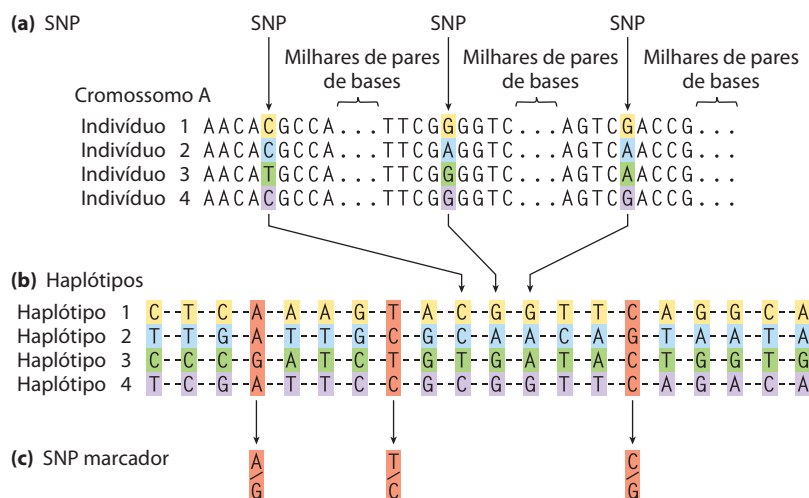 (a) SNP SNP SNP SNP
Milhares de pares de bases Milhares de pares de bases Milhares de pares de bases
Cromossomo A
Indivíduo 1 AACACGCCA...TTCGGGGTC...AGTCGACCG...
Indivíduo 2 AACACGCCA...TTCGAGGTC...AGTCAACCG...
Indivíduo 3 AACATGCCA...TTCGGGGTC...AGTCAACCG...
Indivíduo 4 AACACGCCA...TTCGGGGTC...AGTCGACCG...
(b) Haplótipos
Haplótipo 1 C-T-C-A-A-A-G-T-A-C-G-G-T-T-C-A-G-G-C-A
Haplótipo 2 T-T-G-A-T-T-G-C-G-C-A-A-C-A-G-T-A-A-T-A
Haplótipo 3 C-C-C-G-A-T-C-T-G-T-G-A-T-A-C-T-G-G-T-G
Haplótipo 4 T-C-G-A-T-T-C-C-G-C-G-G-T-T-C-A-G-A-C-A
(c) SNP marcador A/G T/C C/G